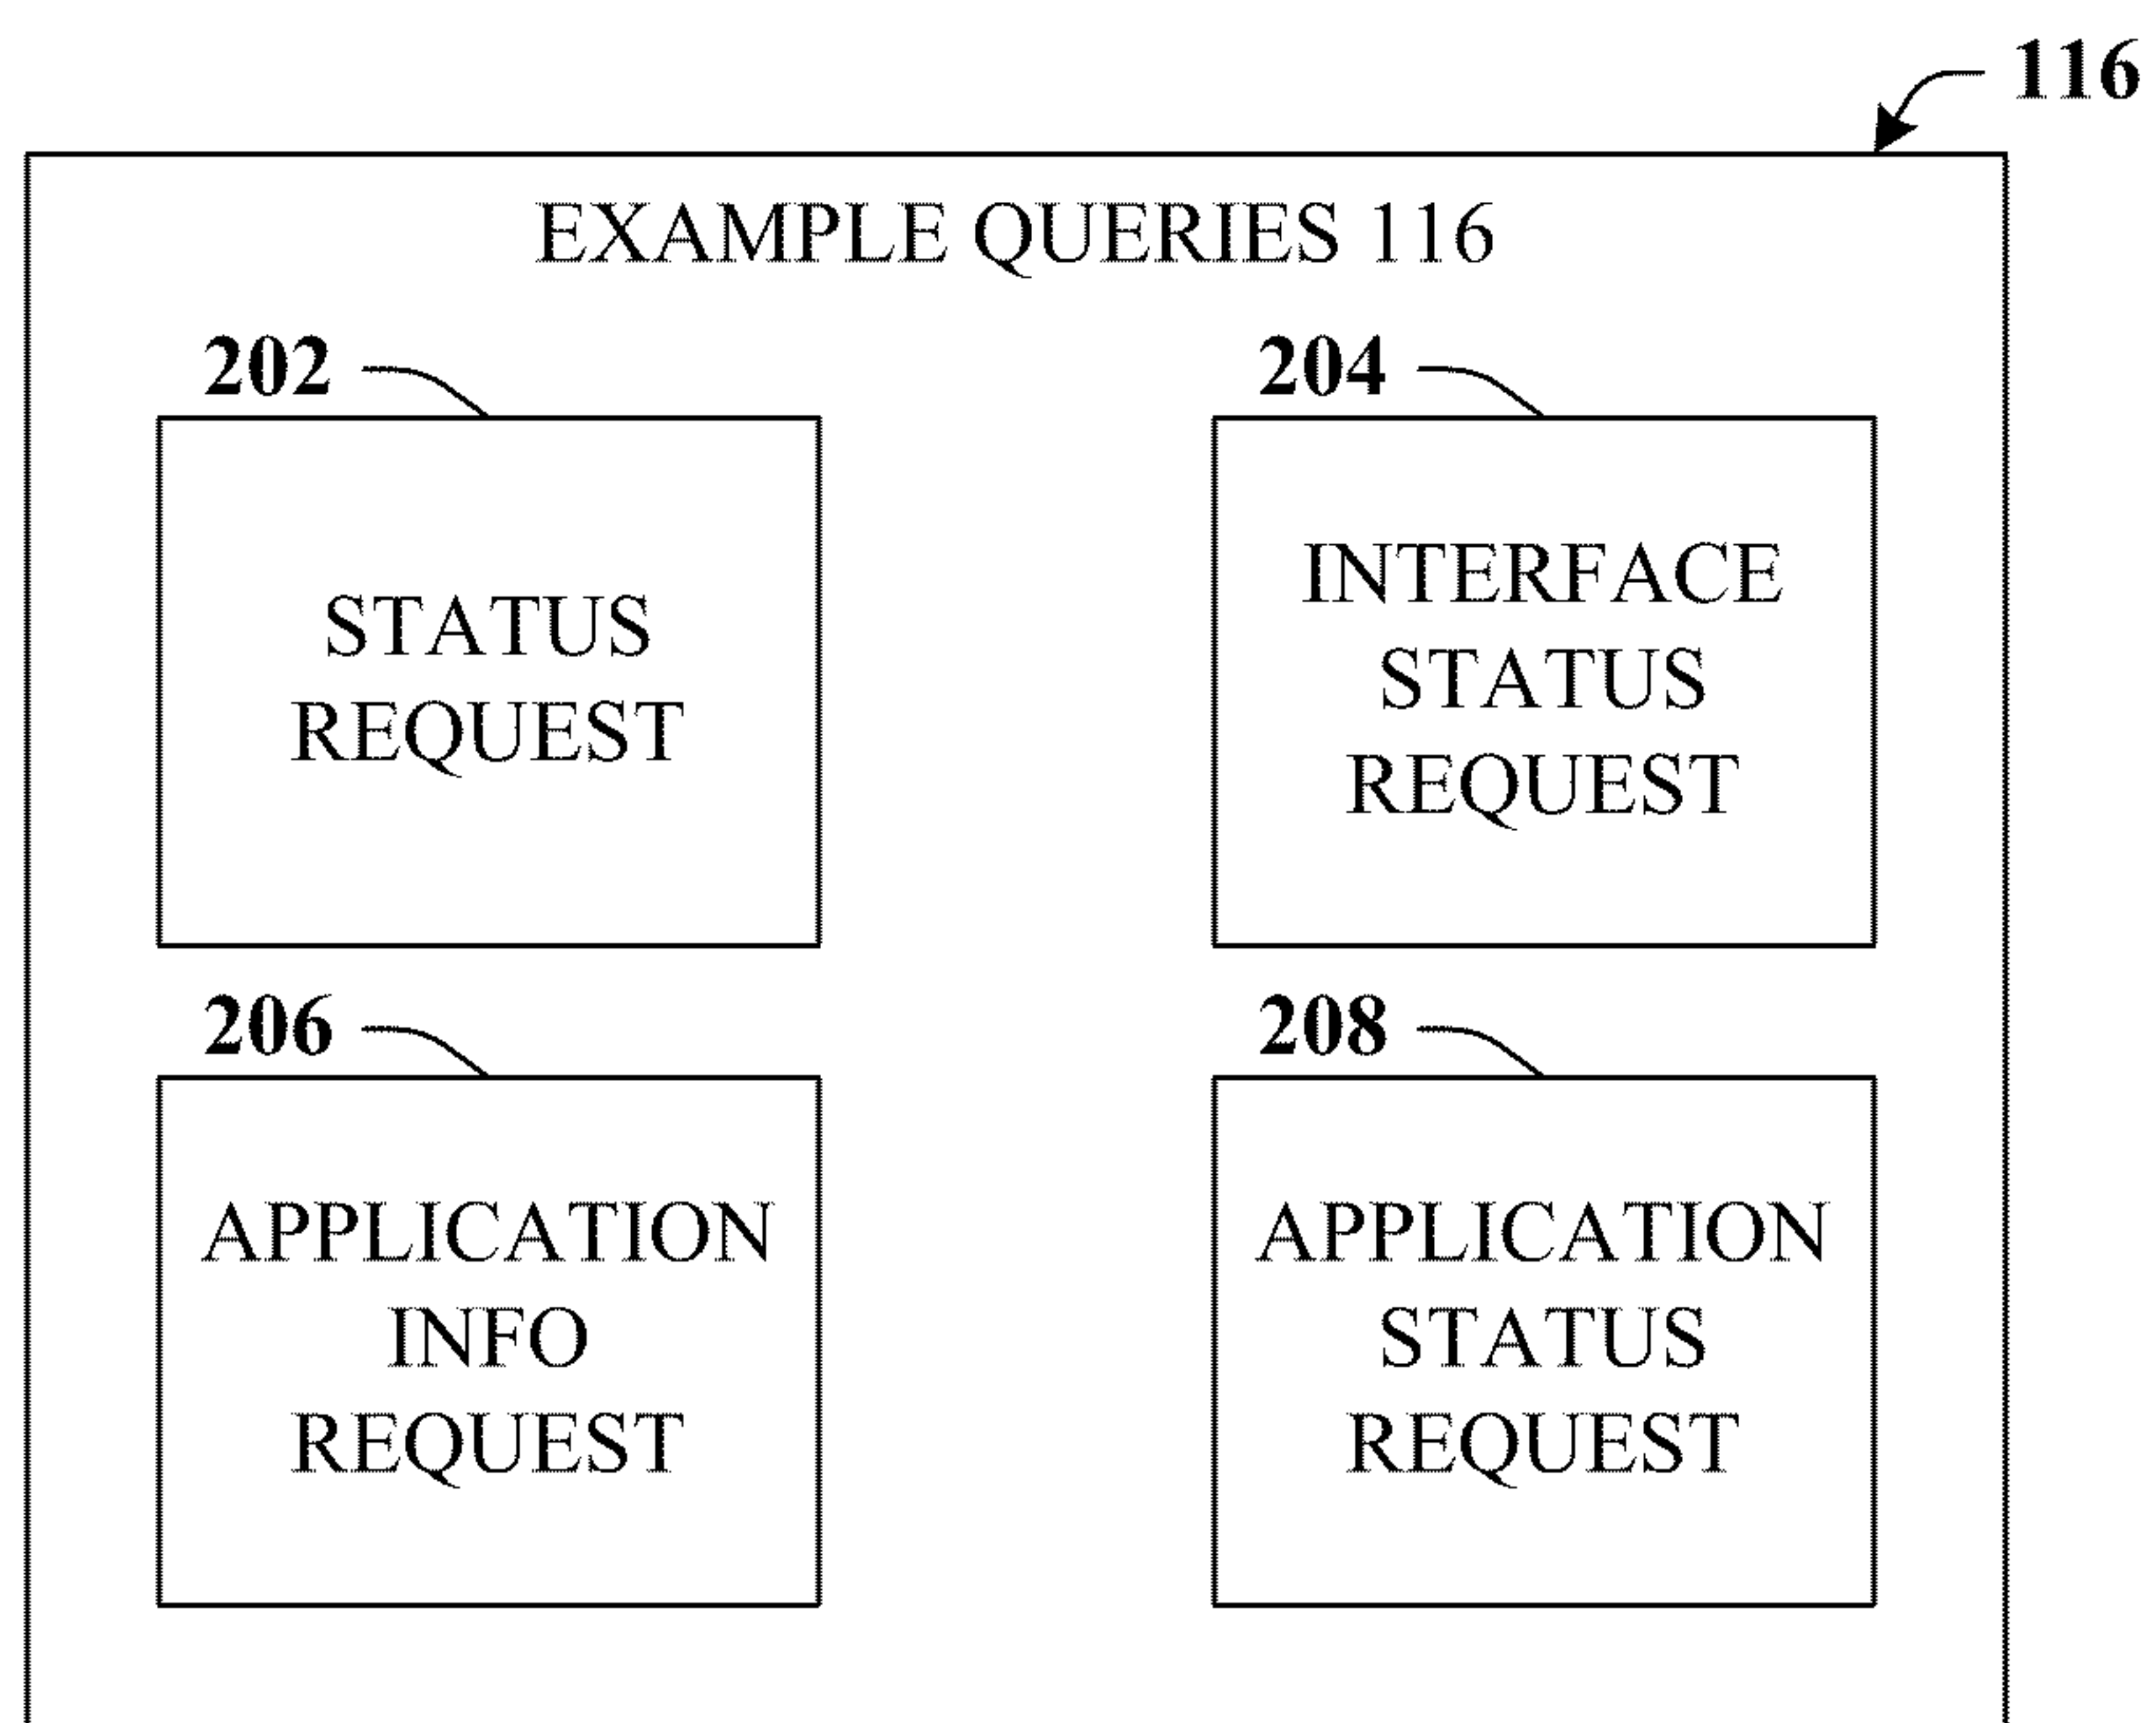 116
EXAMPLE QUERIES 116
202
STATUS
REQUEST
204
INTERFACE
STATUS
REQUEST
206
APPLICATION
INFO
REQUEST
208
APPLICATION
STATUS
REQUEST